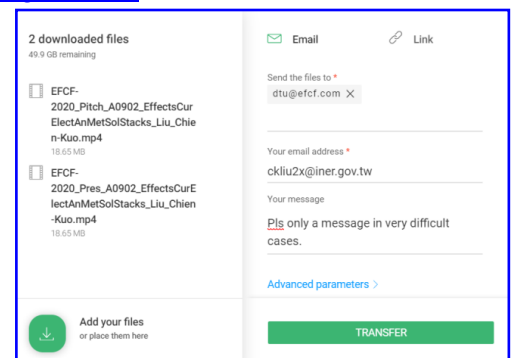 2 downloaded files
49.9 GB remaining
EFCF-
2020_Pitch_A0902_EffectsCur
ElectAnMetSolStacks_Liu_Chie
n-Kuo.mp4
18.65 MB
EFCF-
2020_Pres_A0902_EffectsCurE
lectAnMetSolStacks_Liu_Chien
-Kuo.mp4
18.65 MB
Add your files
or place them here
Email
Link
Send the files to *
dtu@efcf.com X
Your email address *
ckliu2x@iner.gov.tw
Your message
Pls only a message in very difficult
cases.
Advanced parameters >
TRANSFER